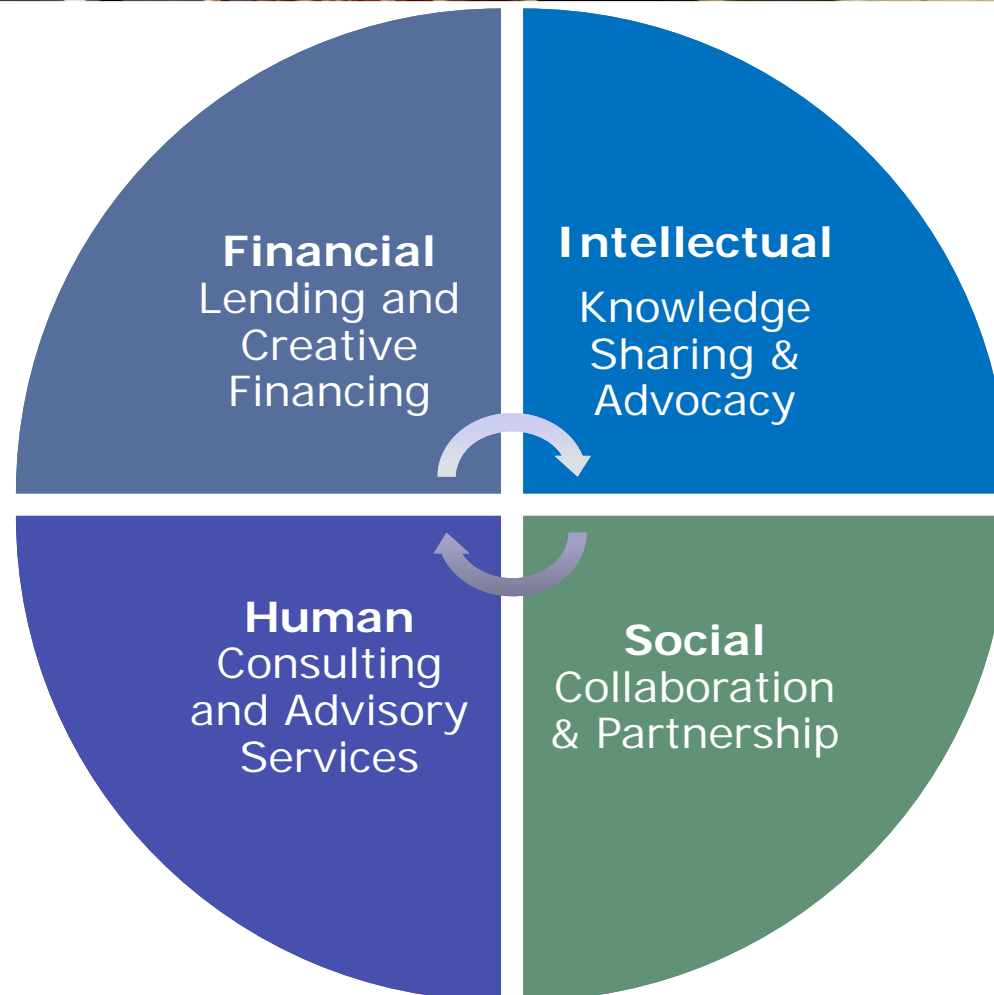 Financial
Lending and
Creative
Financing
Intellectual
Knowledge
Sharing &
Advocacy
Human
Consulting
and Advisory
Services
Social
Collaboration
& Partnership